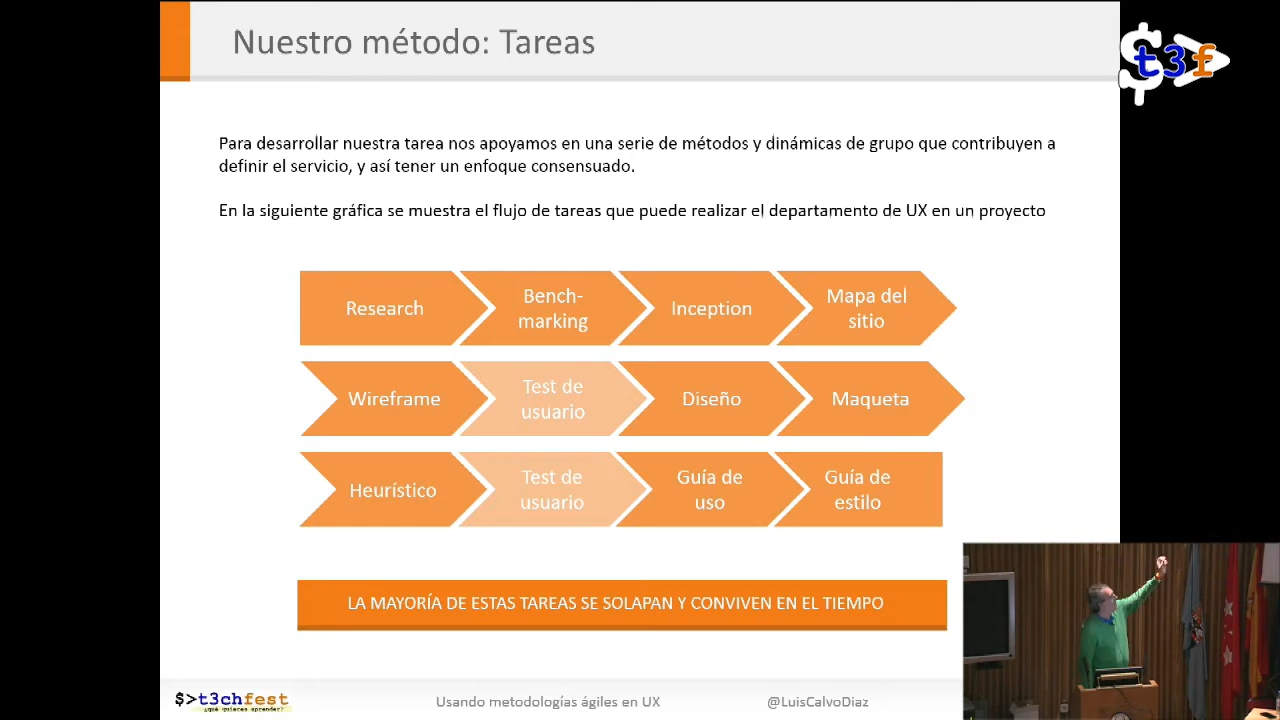 Nuestro método: Tareas
$ t3f
Para desarrollar nuestra tarea nos apoyamos en una serie de métodos y dinámicas de grupo que contribuyen a
definir el servicio, y así tener un enfoque consensuado.
En la siguiente gráfica se muestra el flujo de tareas que puede realizar el departamento de UX en un proyecto
Research
Bench-
marking
Inception
Mapa del
sitio
Wireframe
Test de
usuario
Diseño
Maqueta
Heurístico
Test de
usuario
Guía de
uso
Guía de
estilo
LA MAYORÍA DE ESTAS TAREAS SE SOLAPAN Y CONVIVEN EN EL TIEMPO
$>t3chfest
¿qué quieres aprender?
Usando metodologías ágiles en UX
@LuisCalvoDiaz